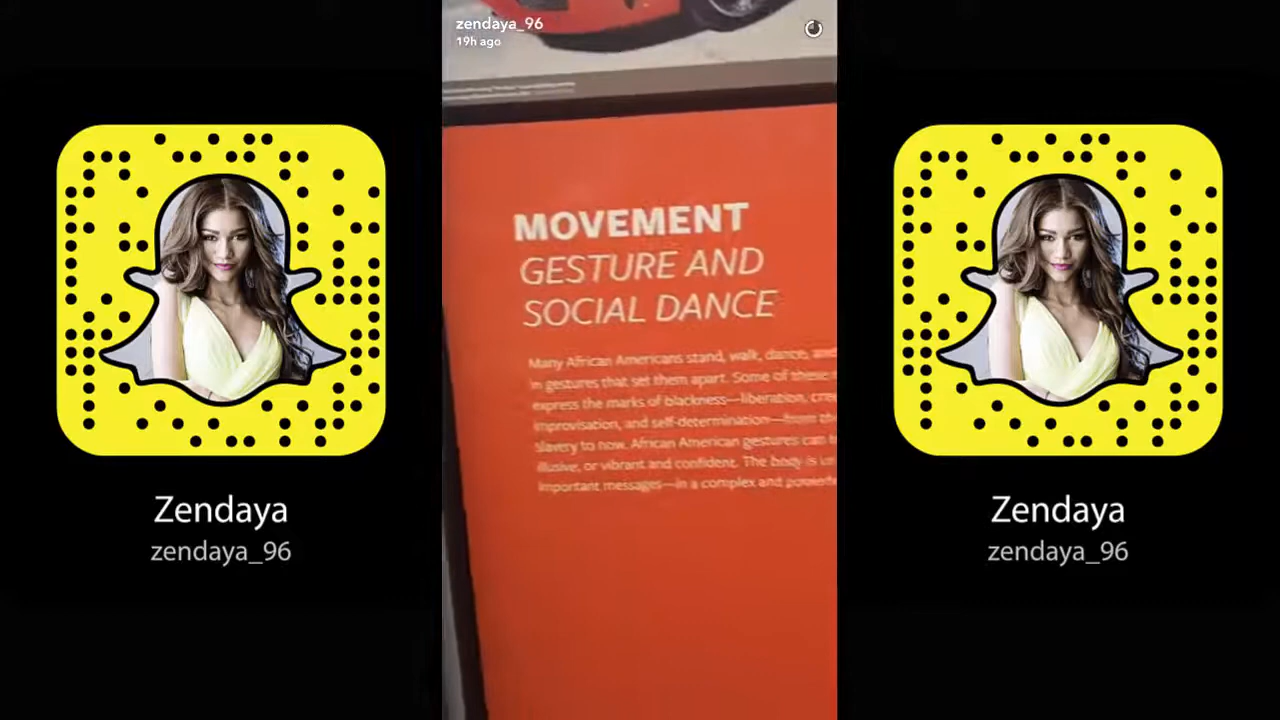 zendaya_96
19h ago
MOVEMENT
GESTURE AND
SOCIAL DANCE
Many African Americans stand, walk, dance, and
in gestures that set them apart. Some of these
express the marks of blackness—liberation,
improvisation, and self-determination—from
slavery to now. African American gestures can
illusive, or vibrant and confident. The body is
important messages—in a complex and powerful
Zendaya
zendaya_96
Zendaya
zendaya_96